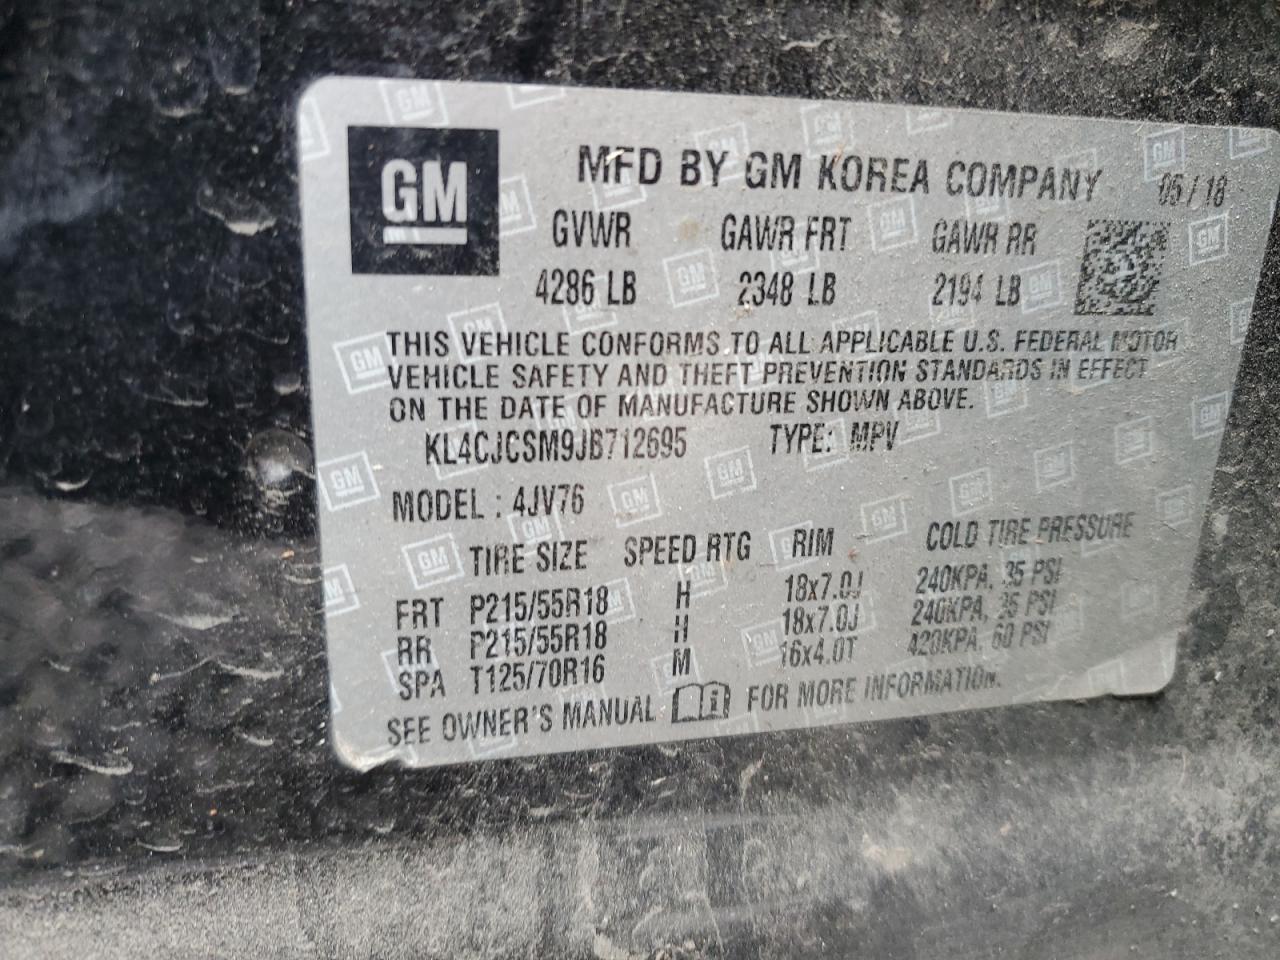 GM
MFD BY GM KOREA COMPANY 05/18
GVWR GAWR FRT GAWR RR
4286 LB 2348 LB 2194 LB
THIS VEHICLE CONFORMS TO ALL APPLICABLE U.S. FEDERAL MOTOR
VEHICLE SAFETY AND THEFT PREVENTION STANDARDS IN EFFECT
ON THE DATE OF MANUFACTURE SHOWN ABOVE.
KL4CJCSM9JB712695 TYPE: MPV
MODEL : 4JV76
TIRE SIZE SPEED RTG RIM COLD TIRE PRESSURE
FRT P215/55R18 H 18x7.0J 240KPA, 35 PSI
RR P215/55R18 H 18x7.0J 240KPA, 35 PSI
SPA T125/70R16 M 16x4.0T 420KPA, 60 PSI
SEE OWNER'S MANUAL FOR MORE INFORMATION.